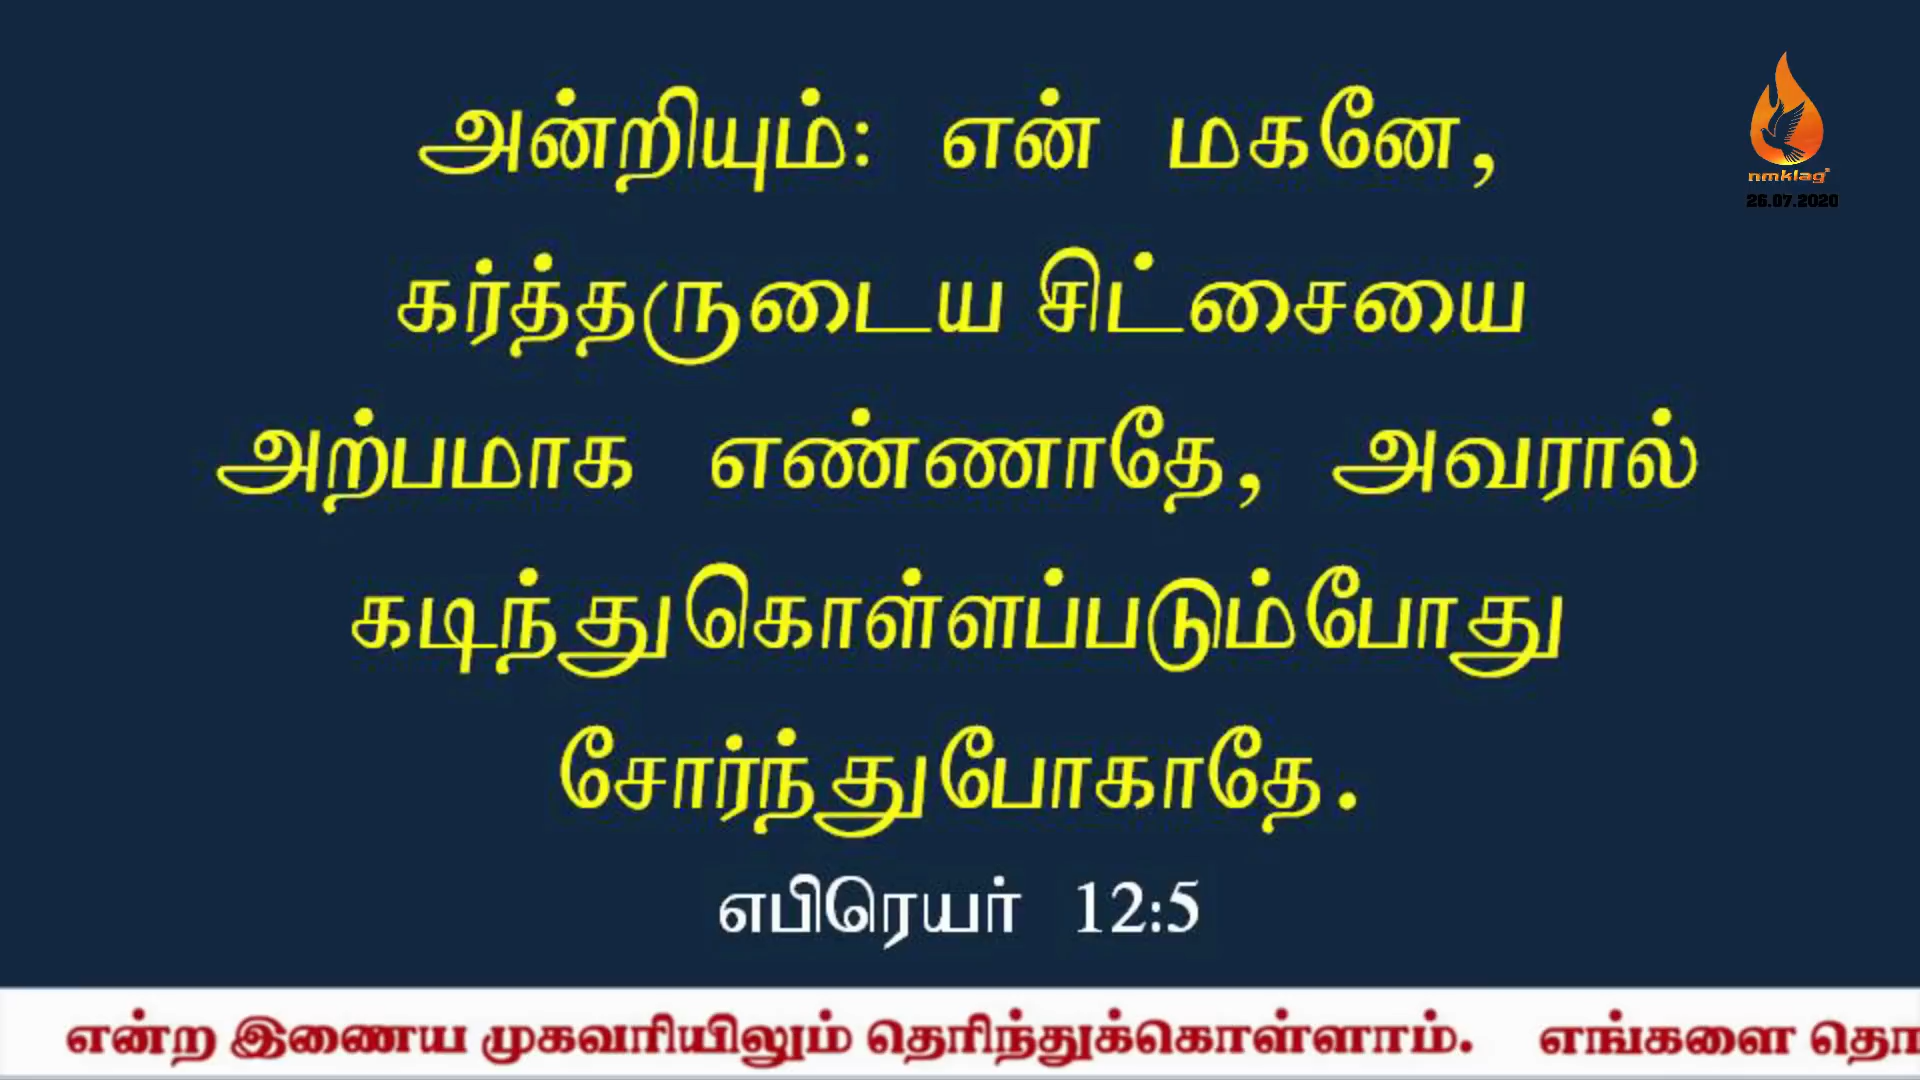 அன்றியும்: என் மகனே,
கர்த்தருடைய சிட்சையை
அற்பமாக எண்ணாதே, அவரால்
கடிந்துகொள்ளப்படும்போது
சோர்ந்துபோகாதே.
எபிரெயர் 12:5
nmklag
26.07.2020
என்ற இணைய முகவரியிலும் தெரிந்துக்கொள்ளாம். எங்களை